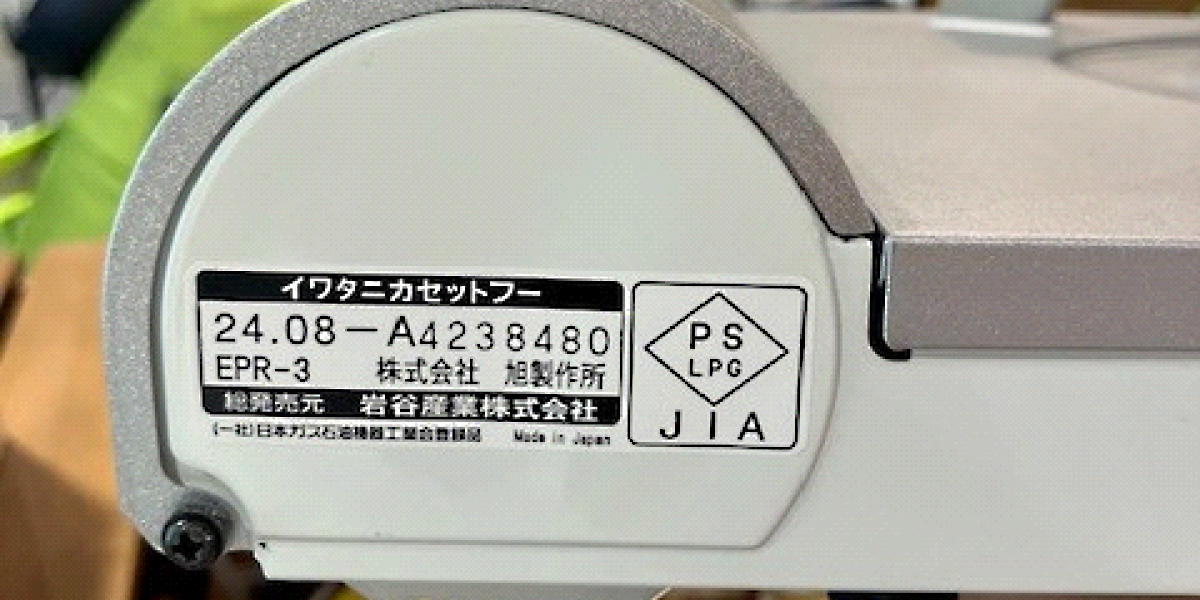 イワタニカセットフー
24.08-A4238480
EPR-3 株式会社 旭製作所
総発売元 岩谷産業株式会社
(一社)日本ガス石油機器工業会登録品 Made in Japan
PS
LPG
JIA